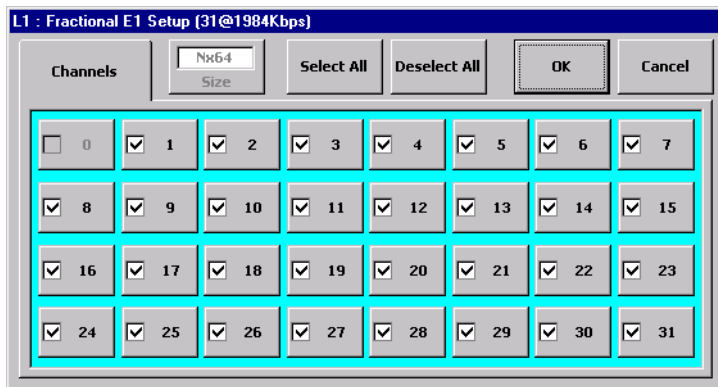 L1 : Fractional E1 Setup (31@1984Kbps)
Channels Nx64 Size Select All Deselect All OK Cancel
0 1 2 3 4 5 6 7
8 9 10 11 12 13 14 15
16 17 18 19 20 21 22 23
24 25 26 27 28 29 30 31